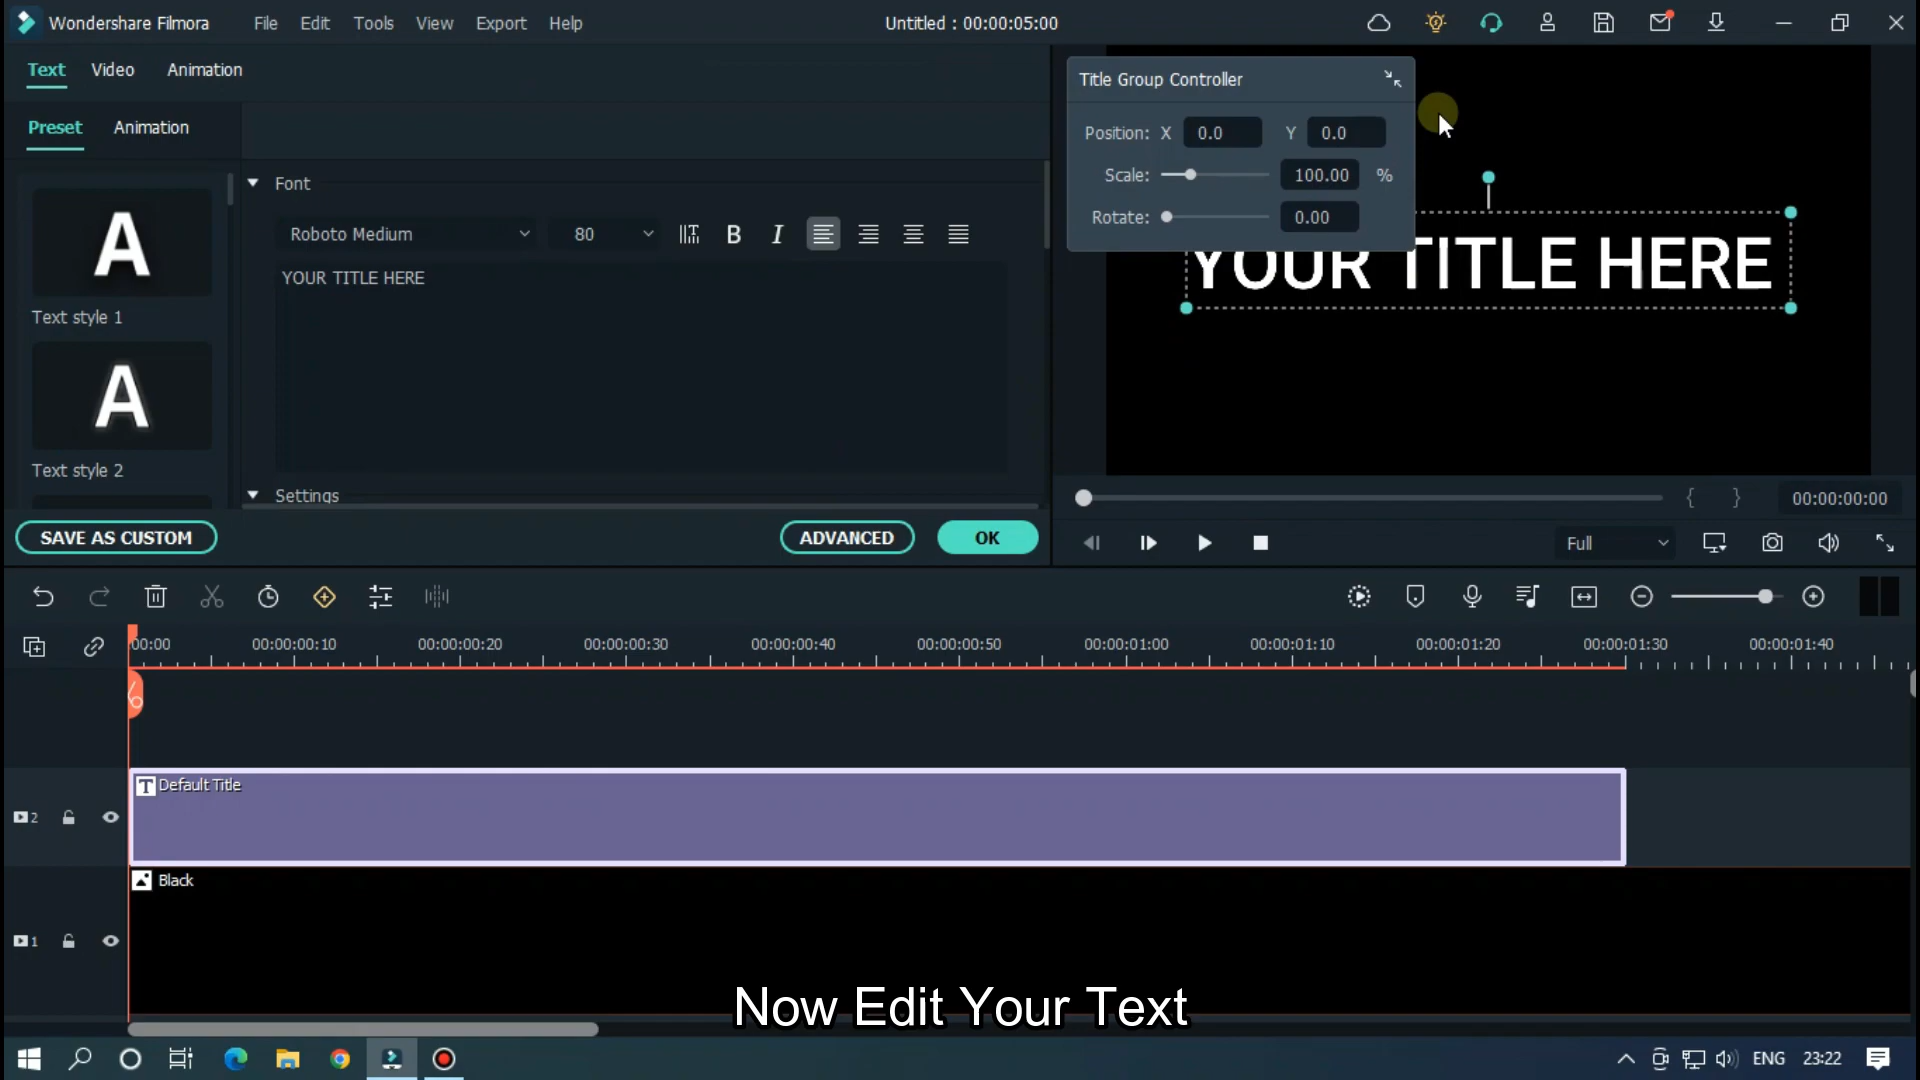 Wondershare Filmora File Edit Tools View Export Help Untitled : 00:00:05:00
Text Video Animation
Title Group Controller
Preset Animation
Position: X 0.0 Y 0.0
Scale: 100.00 %
Rotate: 0.00
Font
Roboto Medium 80 B I
YOUR TITLE HERE
YOUR TITLE HERE
A
Text style 1
A
Text style 2
Settings
00:00:00:00
SAVE AS CUSTOM ADVANCED OK
Full
00:00 00:00:00:10 00:00:00:20 00:00:00:30 00:00:00:40 00:00:00:50 00:00:01:00 00:00:01:10 00:00:01:20 00:00:01:30 00:00:01:40
T Default Title
2
Black
1
Now Edit Your Text
ENG 23:22